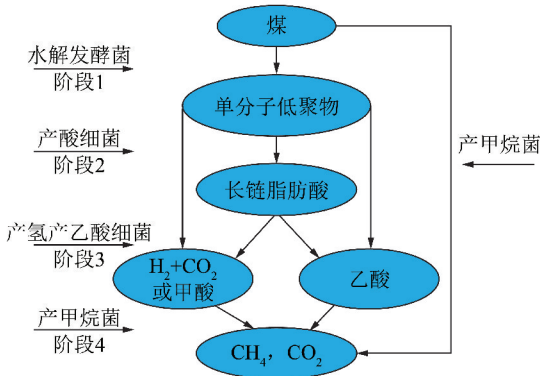 煤
水解发酵菌
阶段1
单分子低聚物
产酸细菌
阶段2
产甲烷菌
长链脂肪酸
产氢产乙酸细菌
阶段3
H₂+CO₂
或甲酸
乙酸
产甲烷菌
阶段4
CH₄，CO₂